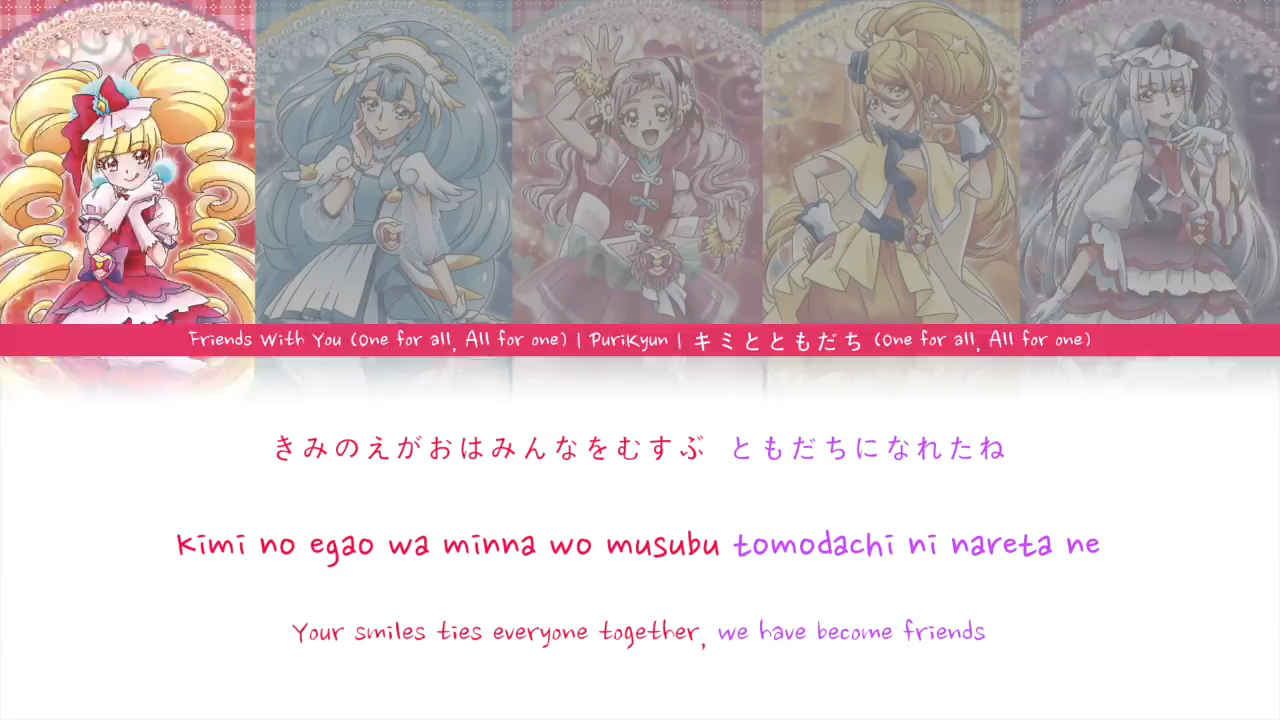 Friends With You (One for all, All for one) | PuriKyun | キミとともだち (One for all, All for one)
きみのえがおはみんなをむすぶ ともだちになれたね
kimi no egao wa minna wo musubu tomodachi ni nareta ne
Your smiles ties everyone together, we have become friends